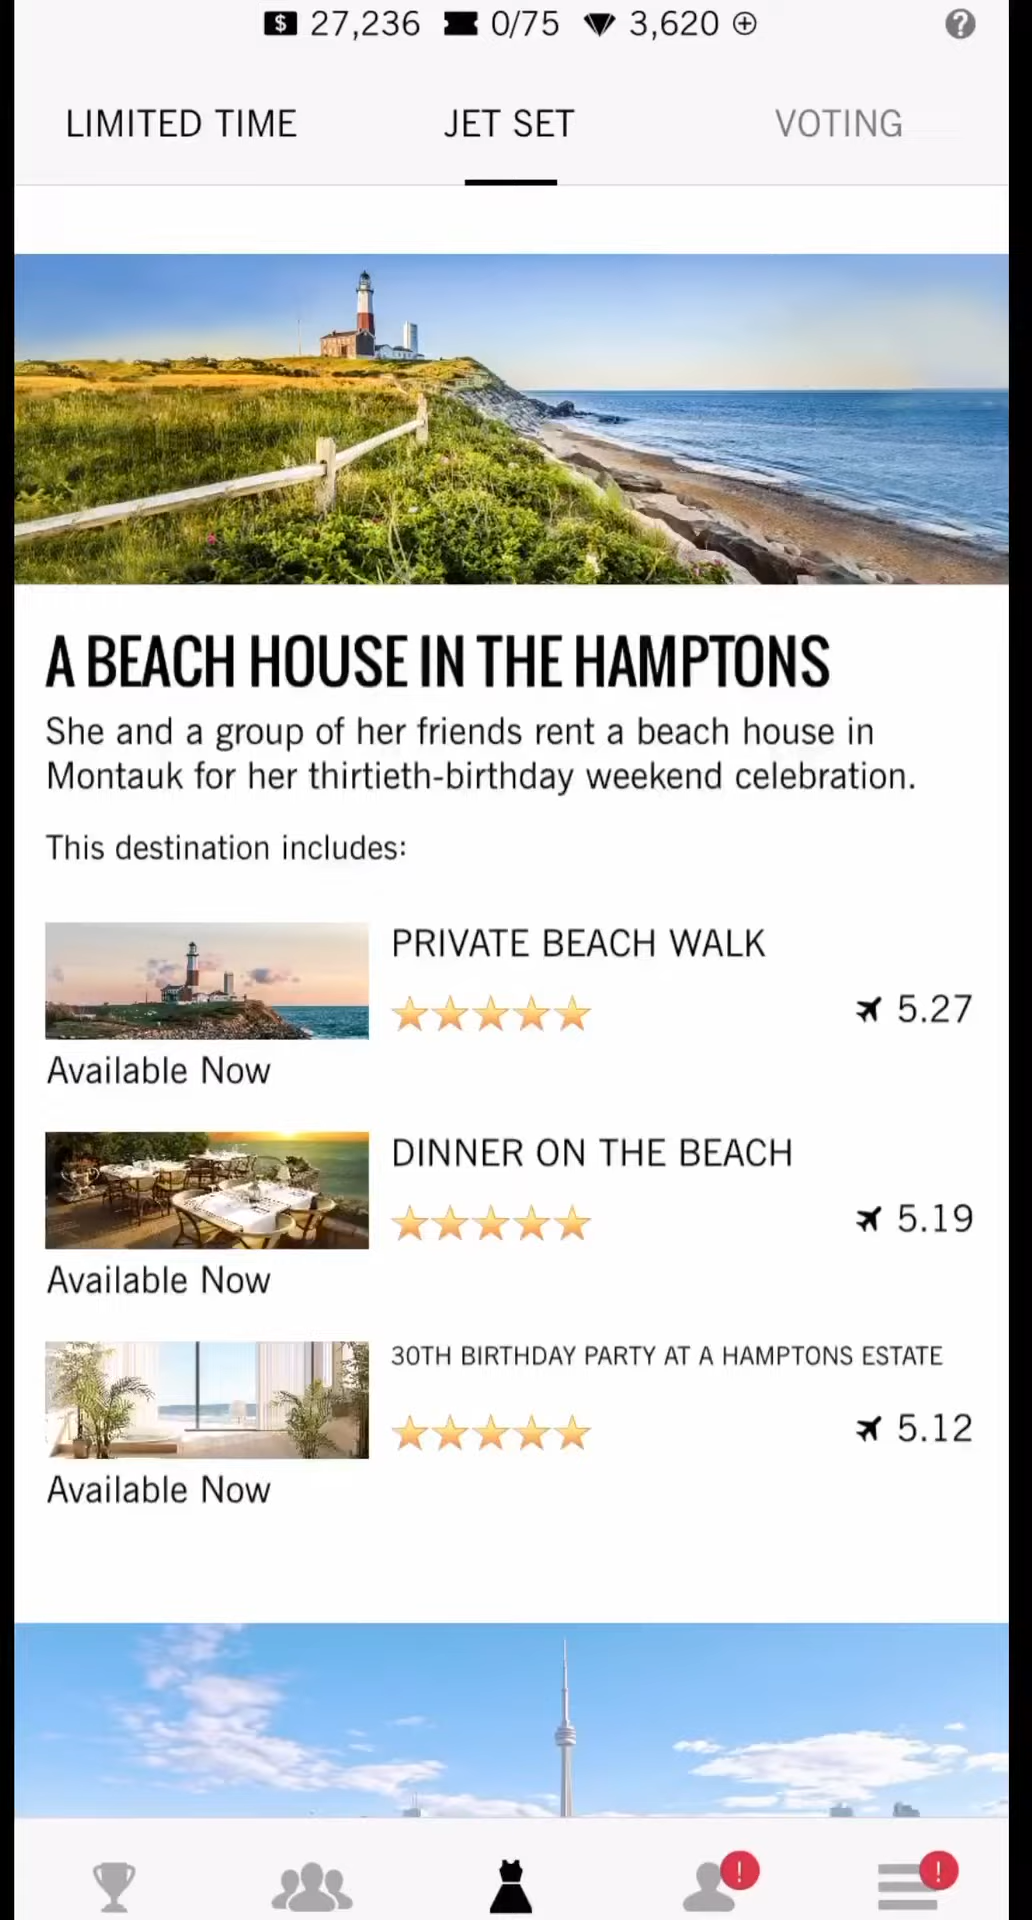 $ 27,236 0/75 3,620 ?
LIMITED TIME JET SET VOTING
A BEACH HOUSE IN THE HAMPTONS
She and a group of her friends rent a beach house in
Montauk for her thirtieth-birthday weekend celebration.
This destination includes:
PRIVATE BEACH WALK
5.27
Available Now
DINNER ON THE BEACH
5.19
Available Now
30TH BIRTHDAY PARTY AT A HAMPTONS ESTATE
5.12
Available Now
! !